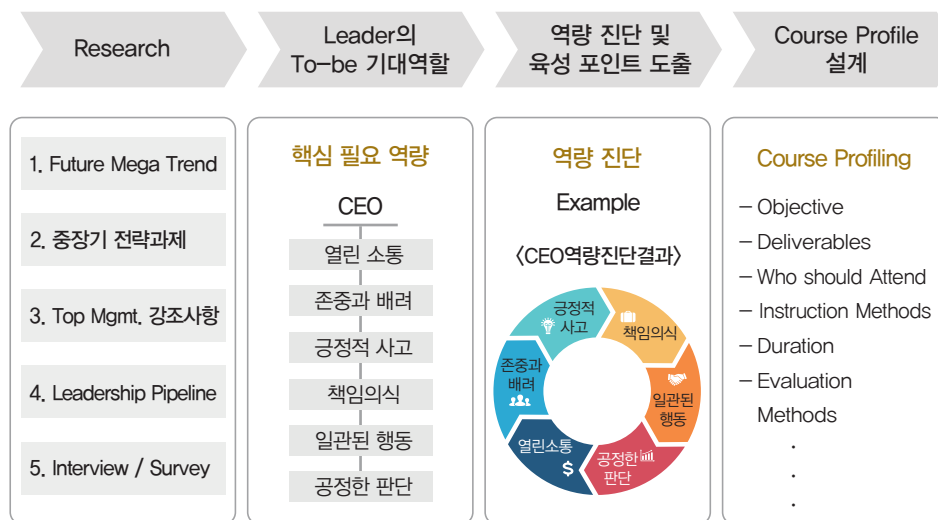 Research
Leader의
To-be 기대역할
역량 진단 및
육성 포인트 도출
Course Profile
설계
1. Future Mega Trend
2. 중장기 전략과제
3. Top Mgmt. 강조사항
4. Leadership Pipeline
5. Interview / Survey
핵심 필요 역량
CEO
열린 소통
존중과 배려
긍정적 사고
책임의식
일관된 행동
공정한 판단
역량 진단
Example
〈CEO역량진단결과〉
긍정적
사고
책임의식
존중과
배려
일관된
행동
열린소통
$
공정한
판단
Course Profiling
- Objective
- Deliverables
- Who should Attend
- Instruction Methods
- Duration
- Evaluation
Methods
.
.
.